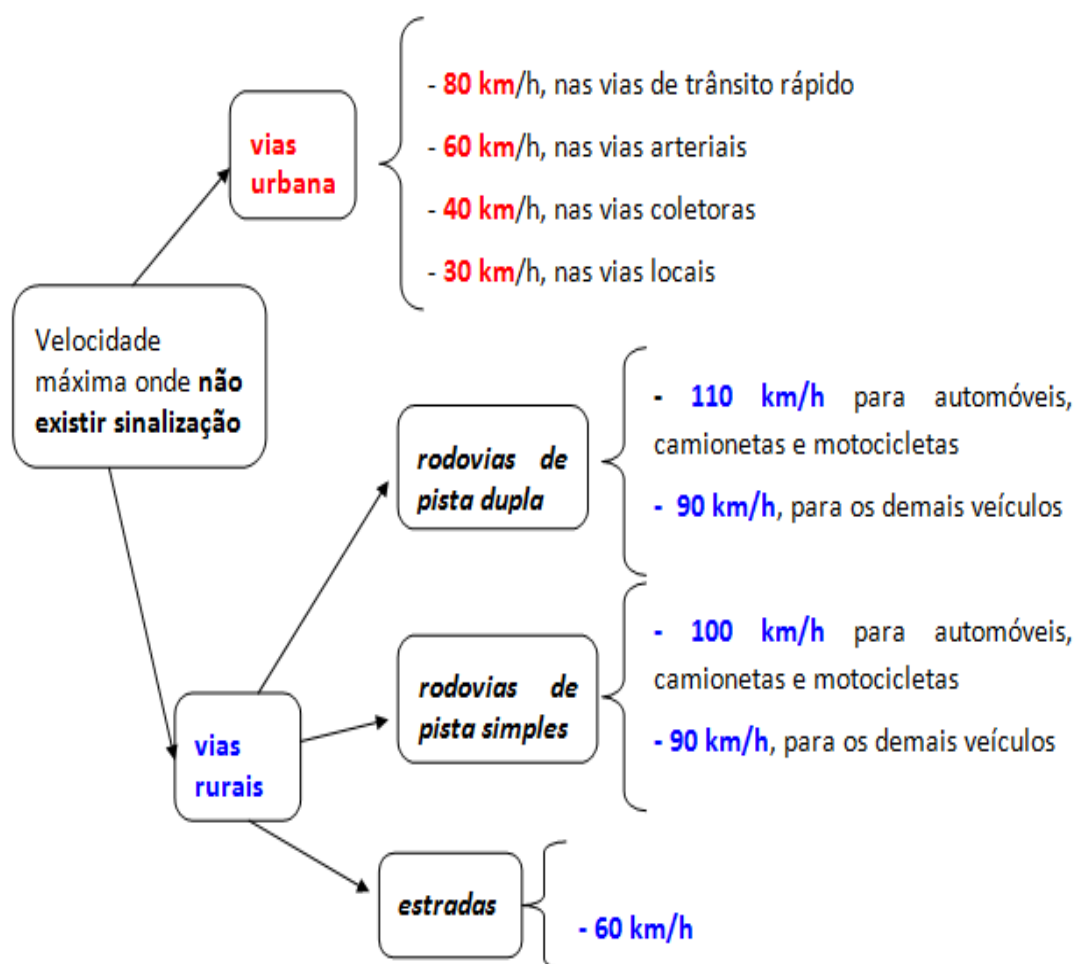 vias
urbana
- 80 km/h, nas vias de trânsito rápido
- 60 km/h, nas vias arteriais
- 40 km/h, nas vias coletoras
- 30 km/h, nas vias locais
Velocidade
máxima onde não
existir sinalização
rodovias de
pista dupla
- 110 km/h para automóveis,
camionetas e motocicletas
- 90 km/h, para os demais veículos
vias
rurais
rodovias de
pista simples
- 100 km/h para automóveis,
camionetas e motocicletas
- 90 km/h, para os demais veículos
estradas
- 60 km/h